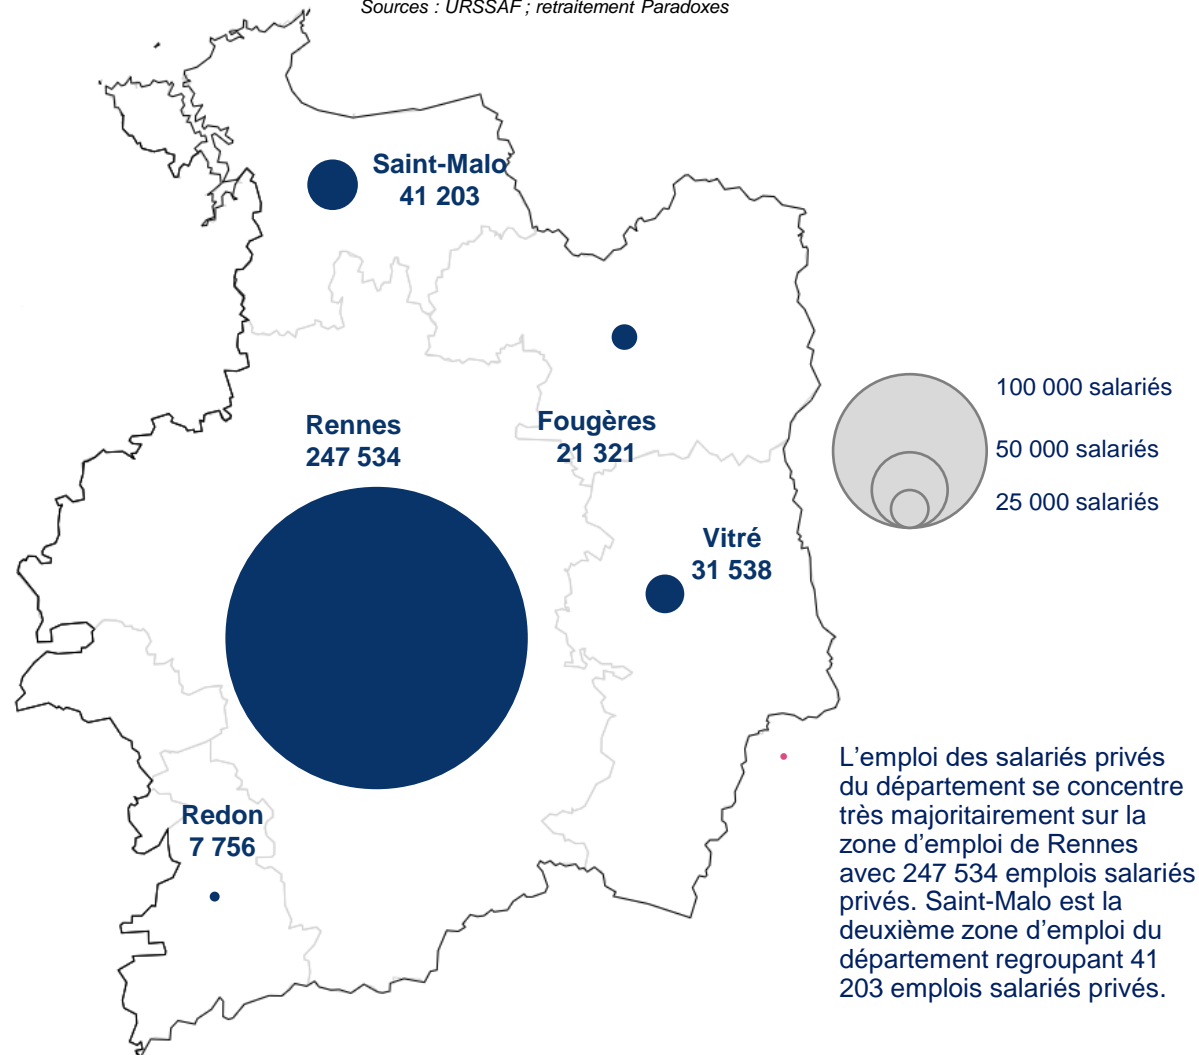 Sources : URSSAF ; retraitement Paradoxes
Saint-Malo
41 203
Rennes
247 534
Fougères
21 321
Vitré
31 538
Redon
7 756
100 000 salariés
50 000 salariés
25 000 salariés
• L’emploi des salariés privés
du département se concentre
très majoritairement sur la
zone d’emploi de Rennes
avec 247 534 emplois salariés
privés. Saint-Malo est la
deuxième zone d’emploi du
département regroupant 41
203 emplois salariés privés.